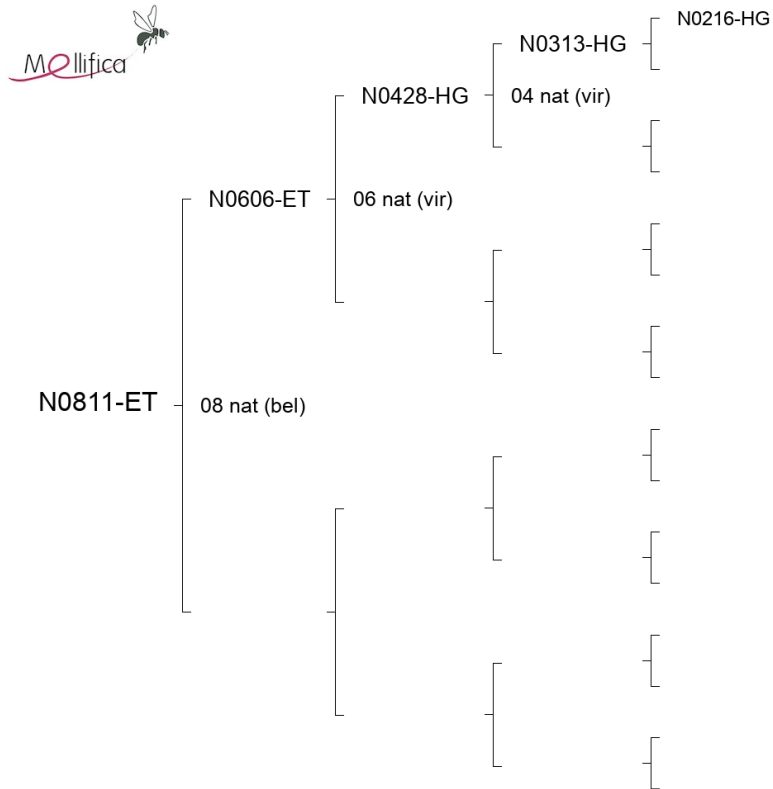 Mellifica
N0216-HG
N0313-HG
N0428-HG
04 nat (vir)
N0606-ET
06 nat (vir)
N0811-ET
08 nat (bel)